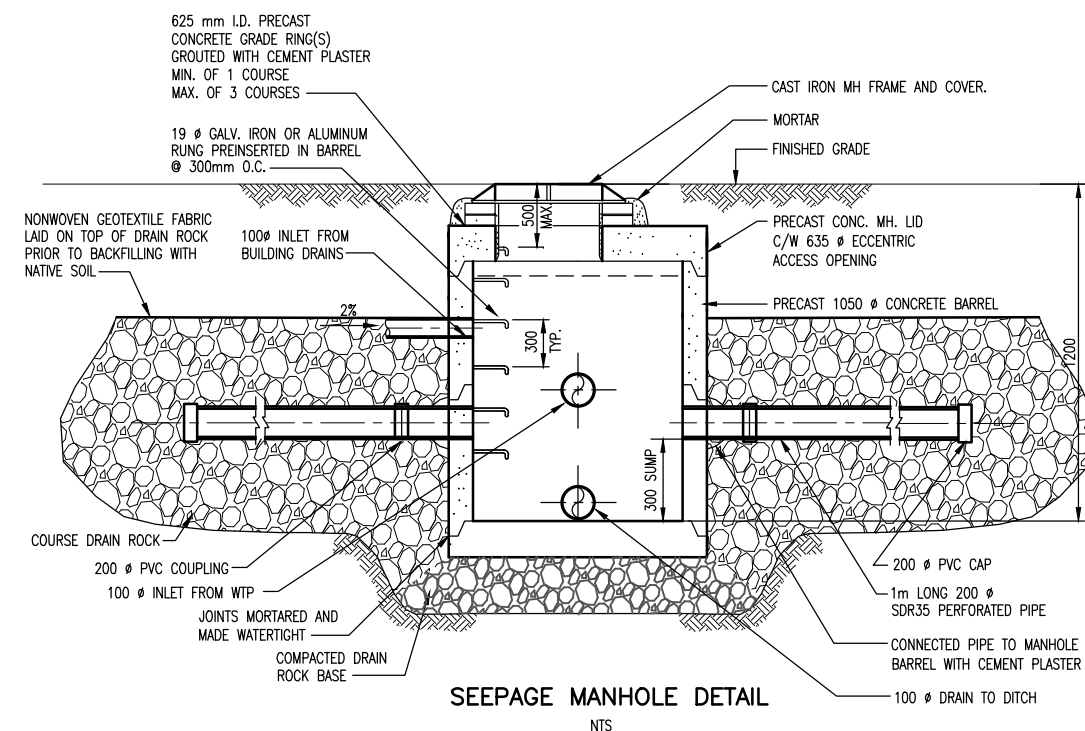 625 mm I.D. PRECAST
CONCRETE GRADE RING(S)
GROUTED WITH CEMENT PLASTER
MIN. OF 1 COURSE
MAX. OF 3 COURSES
19 ø GALV. IRON OR ALUMINUM
RUNG PREINSERTED IN BARREL
@ 300mm O.C.
NONWOVEN GEOTEXTILE FABRIC
LAID ON TOP OF DRAIN ROCK
PRIOR TO BACKFILLING WITH
NATIVE SOIL
100ø INLET FROM
BUILDING DRAINS
2%
500
MAX.
300
TYP.
300 SUMP
CAST IRON MH FRAME AND COVER.
MORTAR
FINISHED GRADE
PRECAST CONC. MH. LID
C/W 635 ø ECCENTRIC
ACCESS OPENING
PRECAST 1050 ø CONCRETE BARREL
1200
COURSE DRAIN ROCK
200 ø PVC COUPLING
100 ø INLET FROM WTP
JOINTS MORTARED AND
MADE WATERTIGHT
COMPACTED DRAIN
ROCK BASE
200 ø PVC CAP
1m LONG 200 ø
SDR35 PERFORATED PIPE
CONNECTED PIPE TO MANHOLE
BARREL WITH CEMENT PLASTER
100 ø DRAIN TO DITCH
SEEPAGE MANHOLE DETAIL
NTS